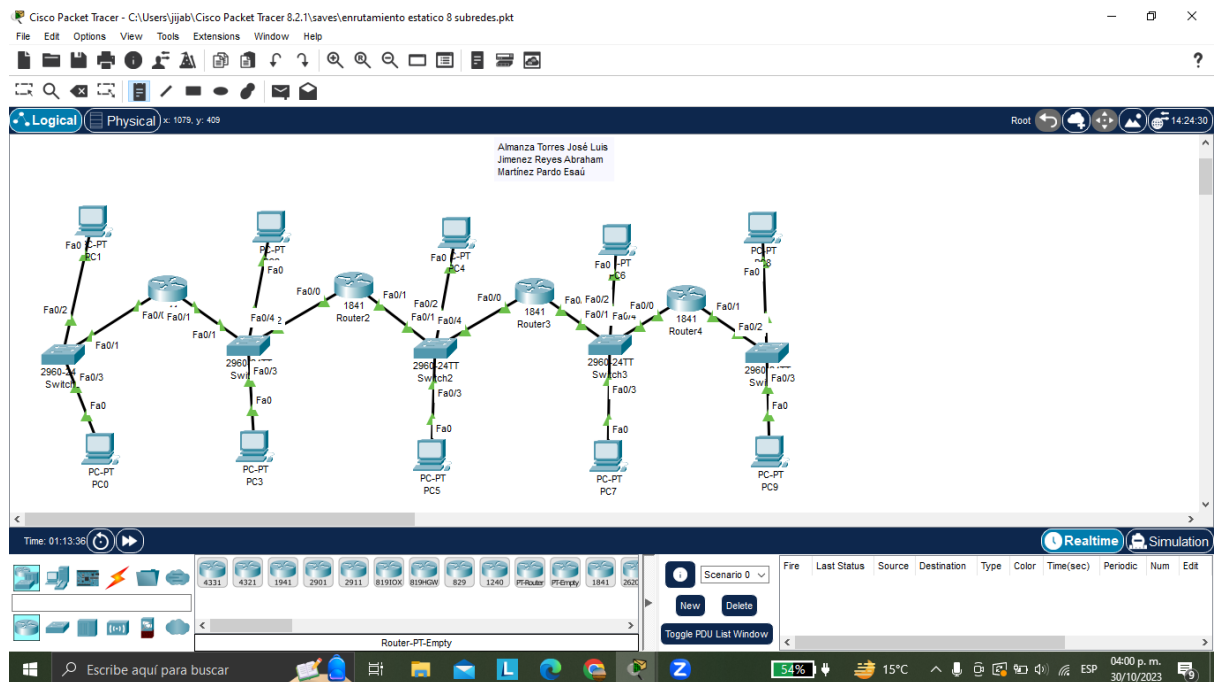 Cisco Packet Tracer - C:\Users\jijab\Cisco Packet Tracer 8.2.1\saves\enrutamiento estatico 8 subredes.pkt
File Edit Options View Tools Extensions Window Help
?
Logical Physical x: 1079, y: 409 Root 14:24:30
Almanza Torres José Luis
Jimenez Reyes Abraham
Martínez Pardo Esaú
Fa0 PC1
PC-PT Fa0
Fa0 PC4
Fa0 C6
PC-PT Fa0
Fa0/2 Fa0/1 Fa0/1
Fa0/1 Fa0/4
Fa0/0 1841 Router2 Fa0/1
Fa0/2 Fa0/1 Fa0/4
Fa0/0 1841 Router3
Fa0/2 Fa0/1
Fa0/0 1841 Router4 Fa0/1
Fa0/2
Fa0/3 Fa0
Fa0/3 Fa0
2960-24TT Switch2 Fa0/3 Fa0
2960-24TT Switch3 Fa0/3 Fa0
Fa0/3 Fa0
PC-PT PC0
PC-PT PC3
PC-PT PC5
PC-PT PC7
PC-PT PC9
Time: 01:13:36 Realtime Simulation
4331 4321 1941 2901 2911 819IOX 819HGW 829 1240 PT-Router PT-Empty 1841
Router-PT-Empty
Scenario 0
New Delete
Toggle PDU List Window
Fire Last Status Source Destination Type Color Time(sec) Periodic Num Edit
Escribe aquí para buscar
L
Z
54% 15°C ESP
04:00 p. m.
30/10/2023
9